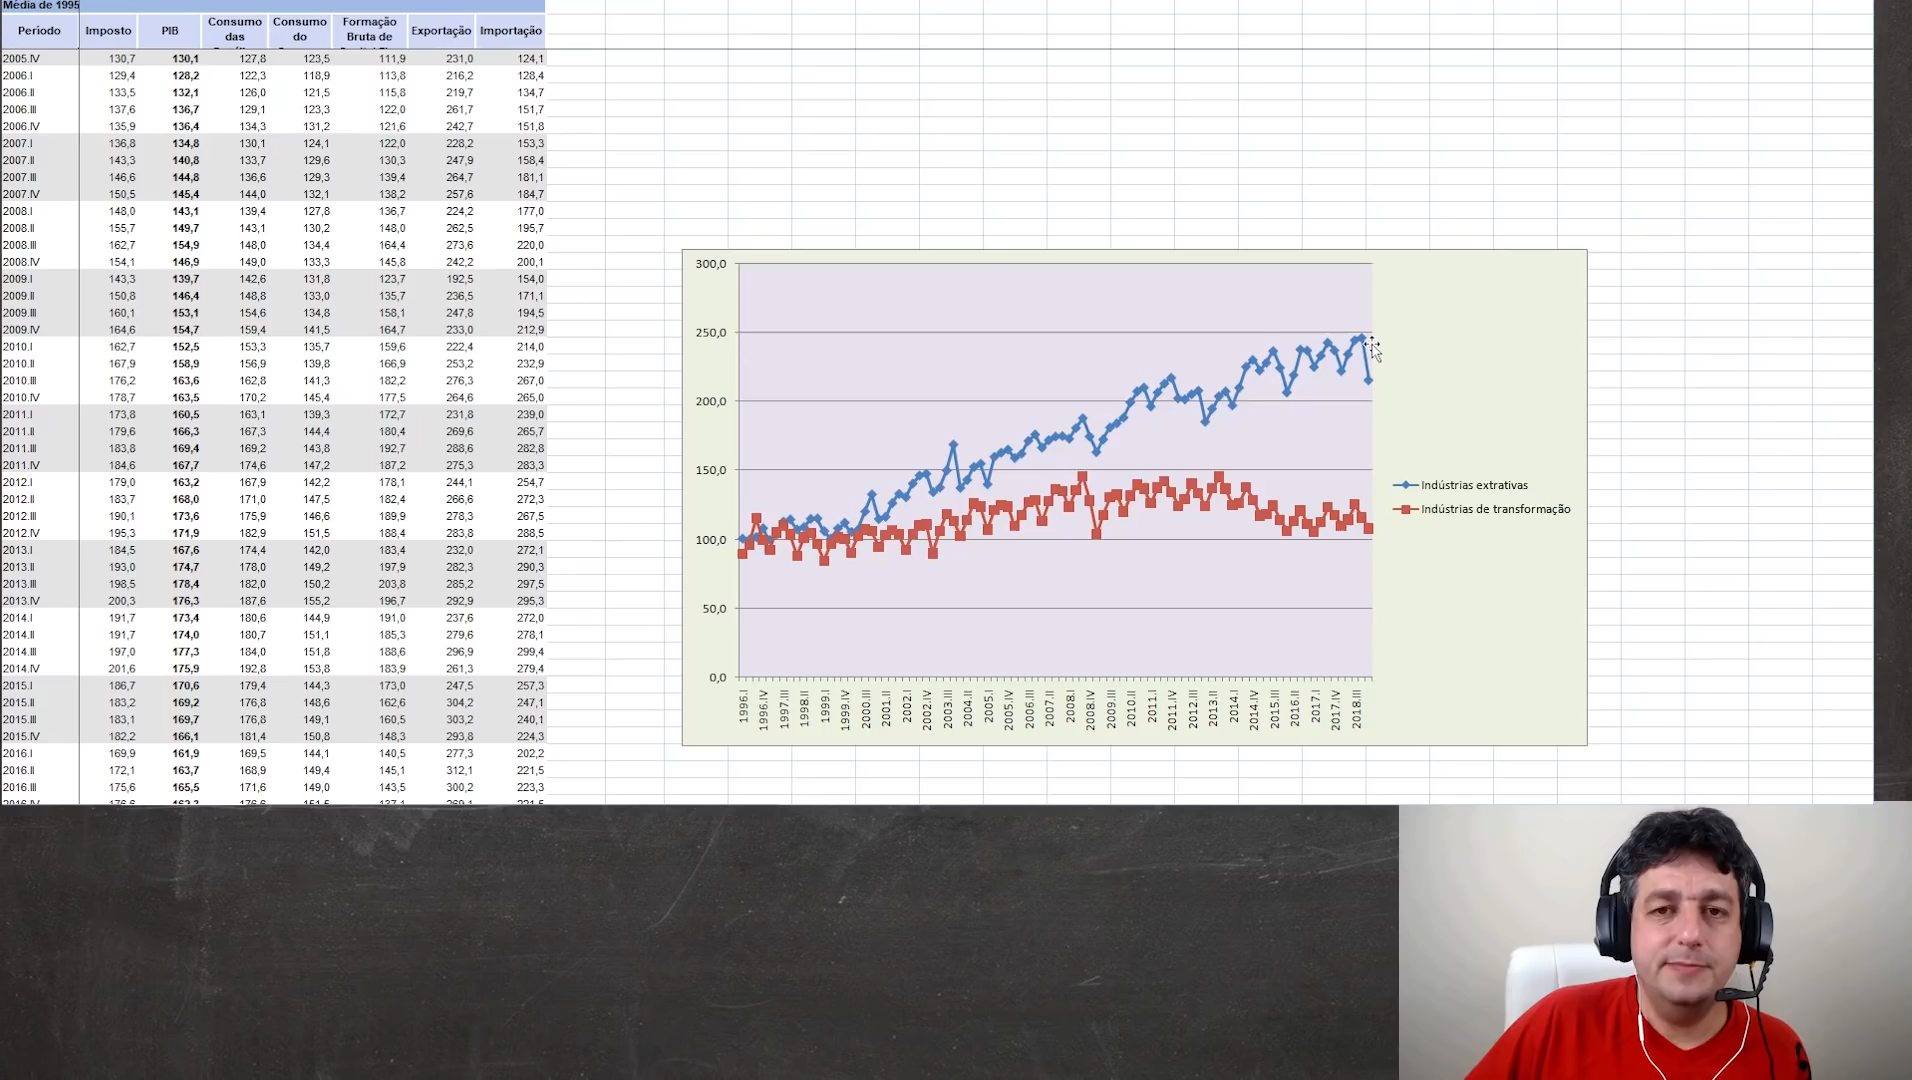 Média de 1995
Período Imposto PIB Consumo das Consumo do Formação Bruta de Exportação Importação
2005.IV 130,7 130,1 127,8 123,5 111,9 231,0 124,1
2006.I 129,4 128,2 122,3 118,9 113,8 216,2 128,4
2006.II 133,5 132,1 126,0 121,5 115,8 219,7 134,7
2006.III 137,6 136,7 129,1 123,3 122,0 261,7 151,7
2006.IV 135,9 136,4 134,3 131,2 121,6 242,7 151,8
2007.I 136,8 134,8 130,1 124,1 122,0 228,2 153,3
2007.II 143,3 140,8 133,7 129,6 130,3 247,9 158,4
2007.III 146,6 144,8 136,6 129,3 139,4 264,7 181,1
2007.IV 150,5 145,4 144,0 132,1 138,2 257,6 184,7
2008.I 148,0 143,1 139,4 127,8 136,7 224,2 177,0
2008.II 155,7 149,7 143,1 130,2 148,0 262,5 195,7
2008.III 162,7 154,9 148,0 134,4 164,4 273,6 220,0
2008.IV 154,1 146,9 149,0 133,3 145,8 242,2 200,1
2009.I 143,3 139,7 142,6 131,8 123,7 192,5 154,0
2009.II 150,8 146,4 148,8 133,0 135,7 236,5 171,1
2009.III 160,1 153,1 154,6 134,8 158,1 247,8 194,5
2009.IV 164,6 154,7 159,4 141,5 164,7 233,0 212,9
2010.I 162,7 152,5 153,3 135,7 159,6 222,4 214,0
2010.II 167,9 158,9 156,9 139,8 166,9 253,2 232,9
2010.III 176,2 163,6 162,8 141,3 182,2 276,3 267,0
2010.IV 178,7 163,5 170,2 145,4 177,5 264,6 265,0
2011.I 173,8 160,5 163,1 139,3 172,7 231,8 239,0
2011.II 179,6 166,3 167,3 144,4 180,4 269,6 265,7
2011.III 183,8 169,4 169,2 143,8 192,7 288,6 282,8
2011.IV 184,6 167,7 174,6 147,2 187,2 275,3 283,3
2012.I 179,0 163,2 167,9 142,2 178,1 244,1 254,7
2012.II 183,7 168,0 171,0 147,5 182,4 266,6 272,3
2012.III 190,1 173,6 175,9 146,6 189,9 278,3 267,5
2012.IV 195,3 171,9 182,9 151,5 188,4 283,8 288,5
2013.I 184,5 167,6 174,4 142,0 183,4 232,0 272,1
2013.II 193,0 174,7 178,0 149,2 197,9 282,3 290,3
2013.III 198,5 178,4 182,0 150,2 203,8 285,2 297,5
2013.IV 200,3 176,3 187,6 155,2 196,7 292,9 295,3
2014.I 191,7 173,4 180,6 144,9 191,0 237,6 272,0
2014.II 191,7 174,0 180,7 151,1 185,3 279,6 278,1
2014.III 197,0 177,3 184,0 151,8 188,6 296,9 299,4
2014.IV 201,6 175,9 192,8 153,8 183,9 261,3 279,4
2015.I 186,7 170,6 179,4 144,3 173,0 247,5 257,3
2015.II 183,2 169,2 176,8 148,6 162,6 304,2 247,1
2015.III 183,1 169,7 176,8 149,1 160,5 303,2 240,1
2015.IV 182,2 166,1 181,4 150,8 148,3 293,8 224,3
2016.I 169,9 161,9 169,5 144,1 140,5 277,3 202,2
2016.II 172,1 163,7 168,9 149,4 145,1 312,1 221,5
2016.III 175,6 165,5 171,6 149,0 143,5 300,2 223,3
300,0
250,0
200,0
150,0
100,0
50,0
0,0
1996.I 1996.IV 1997.III 1998.II 1999.I 1999.IV 2000.III 2001.II 2002.I 2002.IV 2003.III 2004.II 2005.I 2005.IV 2006.III 2007.II 2008.I 2008.IV 2009.III 2010.II 2011.I 2011.IV 2012.III 2013.II 2014.I 2014.IV 2015.III 2016.II 2017.I 2017.IV 2018.III
Indústrias extrativas
Indústrias de transformação